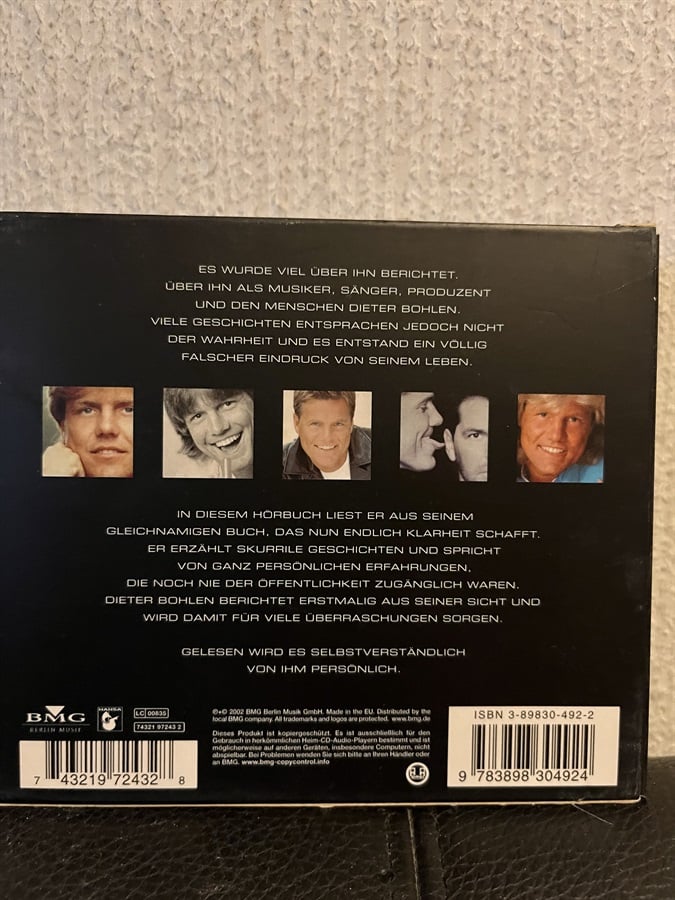 ES WURDE VIEL ÜBER IHN BERICHTET.
ÜBER IHN ALS MUSIKER, SÄNGER, PRODUZENT
UND DEN MENSCHEN DIETER BOHLEN.
VIELE GESCHICHTEN ENTSPRACHEN JEDOCH NICHT
DER WAHRHEIT UND ES ENTSTAND EIN VÖLLIG
FALSCHER EINDRUCK VON SEINEM LEBEN.
IN DIESEM HÖRBUCH LIEST ER AUS SEINEM
GLEICHNAMIGEN BUCH, DAS NUN ENDLICH KLARHEIT SCHAFFT.
ER ERZÄHLT SKURRILE GESCHICHTEN UND SPRICHT
VON GANZ PERSÖNLICHEN ERFAHRUNGEN,
DIE NOCH NIE DER ÖFFENTLICHKEIT ZUGÄNGLICH WAREN.
DIETER BOHLEN BERICHTET ERSTMALIG AUS SEINER SICHT UND
WIRD DAMIT FÜR VIELE ÜBERRASCHUNGEN SORGEN.
GELESEN WIRD ES SELBSTVERSTÄNDLICH
VON IHM PERSÖNLICH.
BMG
BERLIN MUSIK
HANSA
LC 00835
74321 97243 2
7 43219 72432 8
℗+© 2002 BMG Berlin Musik GmbH. Made in the EU. Distributed by the
local BMG company. All trademarks and logos are protected. www.bmg.de
Dieses Produkt ist kopiergeschützt. Es ist ausschließlich für den
Gebrauch in herkömmlichen Heim-CD-Audio-Playern bestimmt und ist
möglicherweise auf anderen Geräten, insbesondere Computern, nicht
abspielbar. Bei Problemen wenden Sie sich bitte an Ihren Händler oder
an BMG. www.bmg-copycontrol.info
ISBN 3-89830-492-2
9 783898 304924